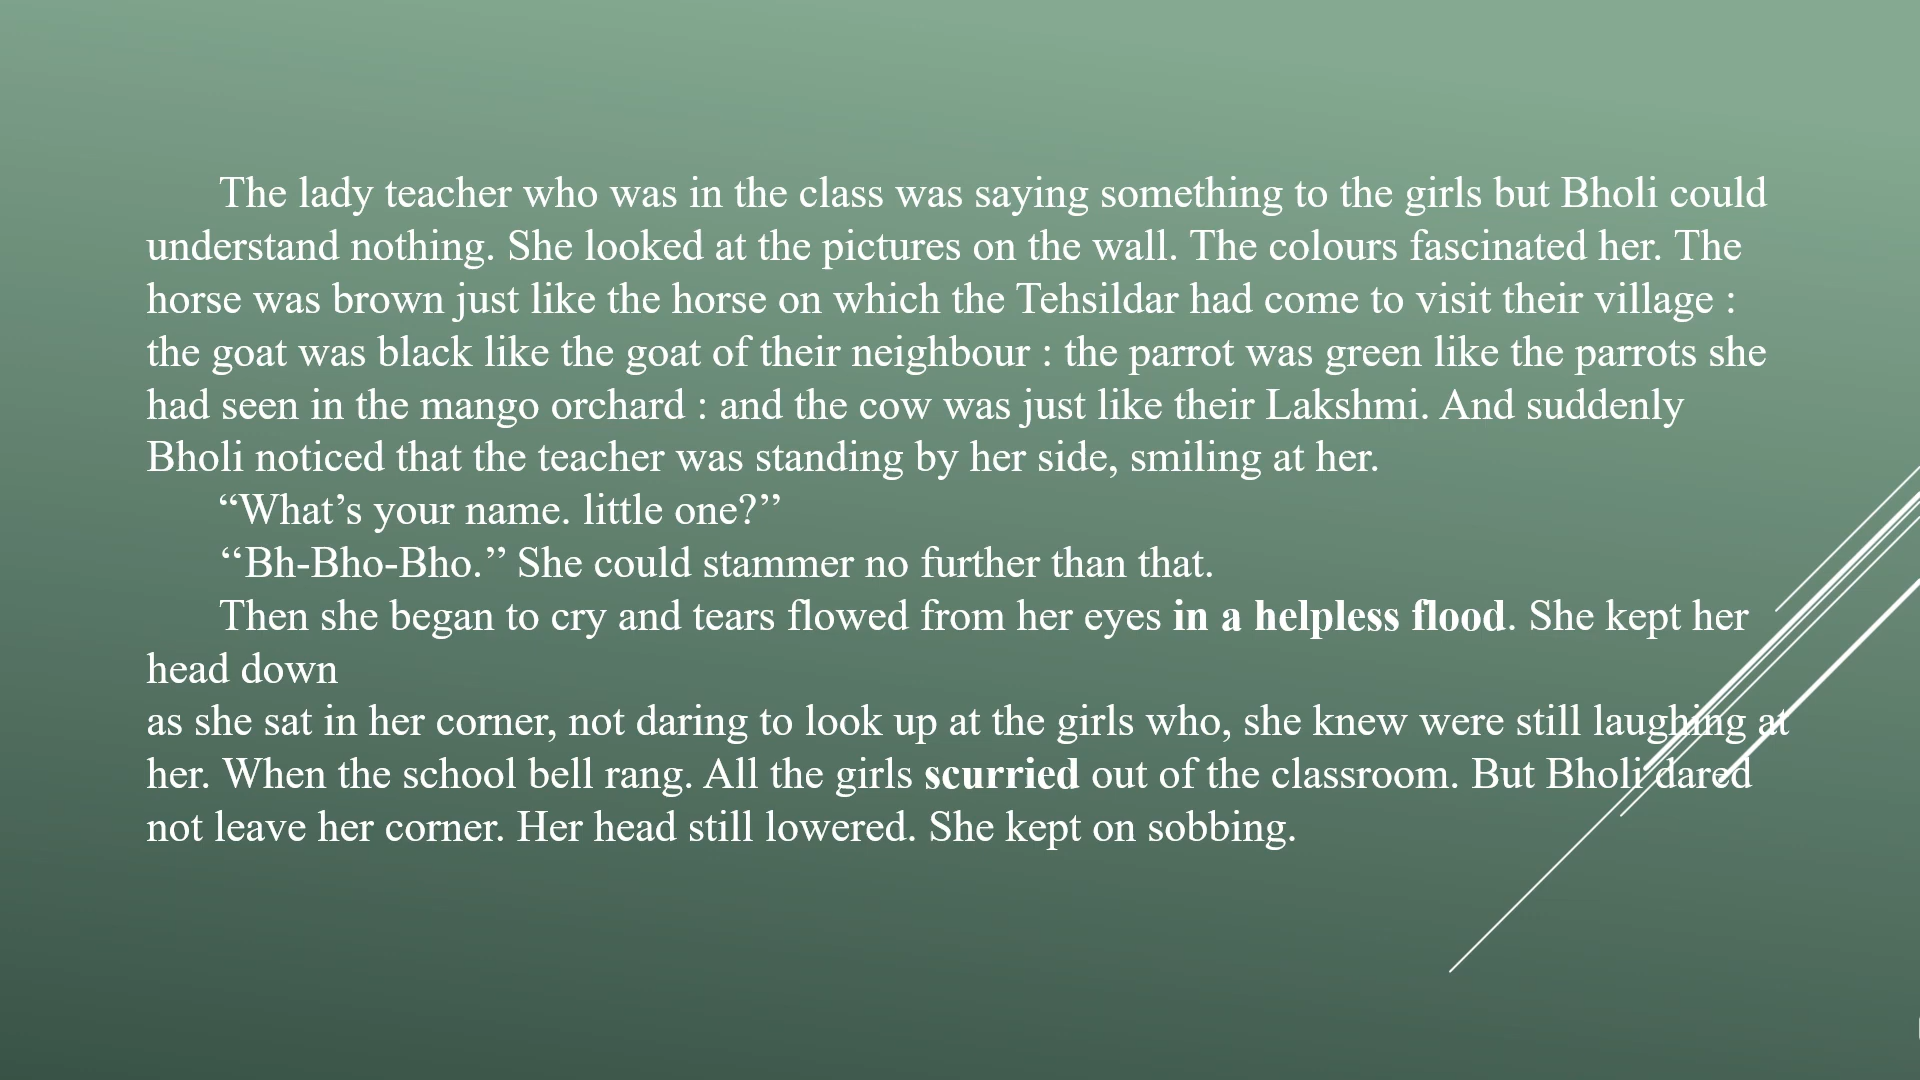 The lady teacher who was in the class was saying something to the girls but Bholi could
understand nothing. She looked at the pictures on the wall. The colours fascinated her. The
horse was brown just like the horse on which the Tehsildar had come to visit their village :
the goat was black like the goat of their neighbour : the parrot was green like the parrots she
had seen in the mango orchard : and the cow was just like their Lakshmi. And suddenly
Bholi noticed that the teacher was standing by her side, smiling at her.
“What’s your name. little one?’’
‘‘Bh-Bho-Bho.’’ She could stammer no further than that.
Then she began to cry and tears flowed from her eyes in a helpless flood. She kept her
head down
as she sat in her corner, not daring to look up at the girls who, she knew were still laughing at
her. When the school bell rang. All the girls scurried out of the classroom. But Bholi dared
not leave her corner. Her head still lowered. She kept on sobbing.